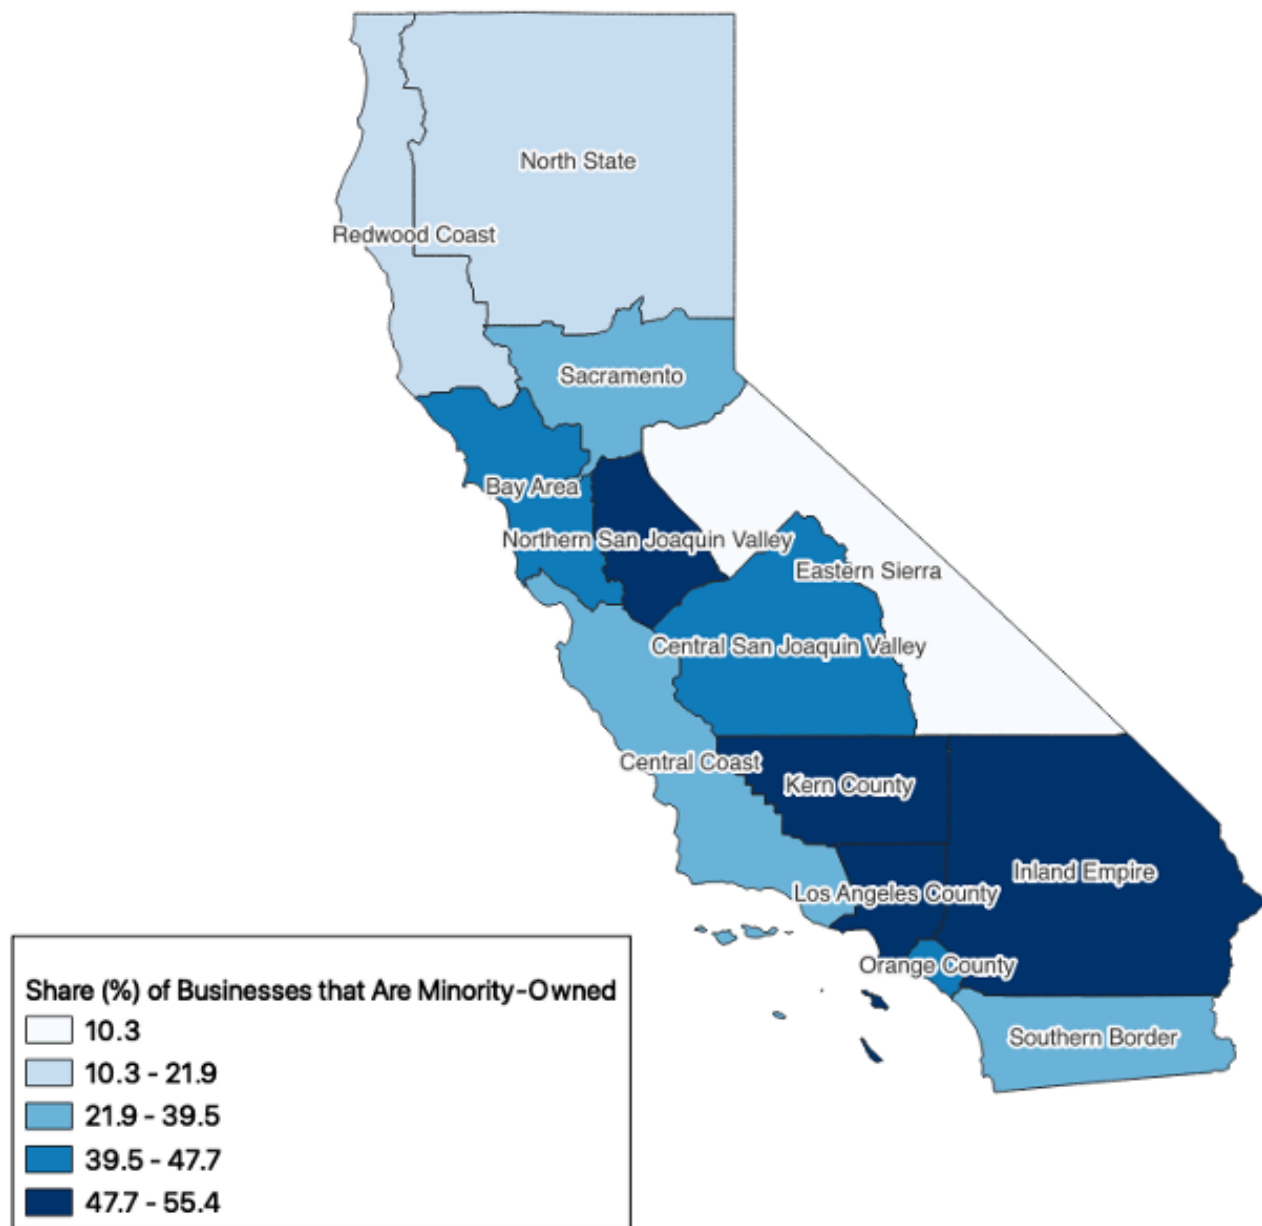 North State
Redwood Coast
Sacramento
Bay Area
Northern San Joaquin Valley
Eastern Sierra
Central San Joaquin Valley
Central Coast
Kern County
Inland Empire
Los Angeles County
Orange County
Southern Border
Share (%) of Businesses that Are Minority-Owned
10.3
10.3 - 21.9
21.9 - 39.5
39.5 - 47.7
47.7 - 55.4